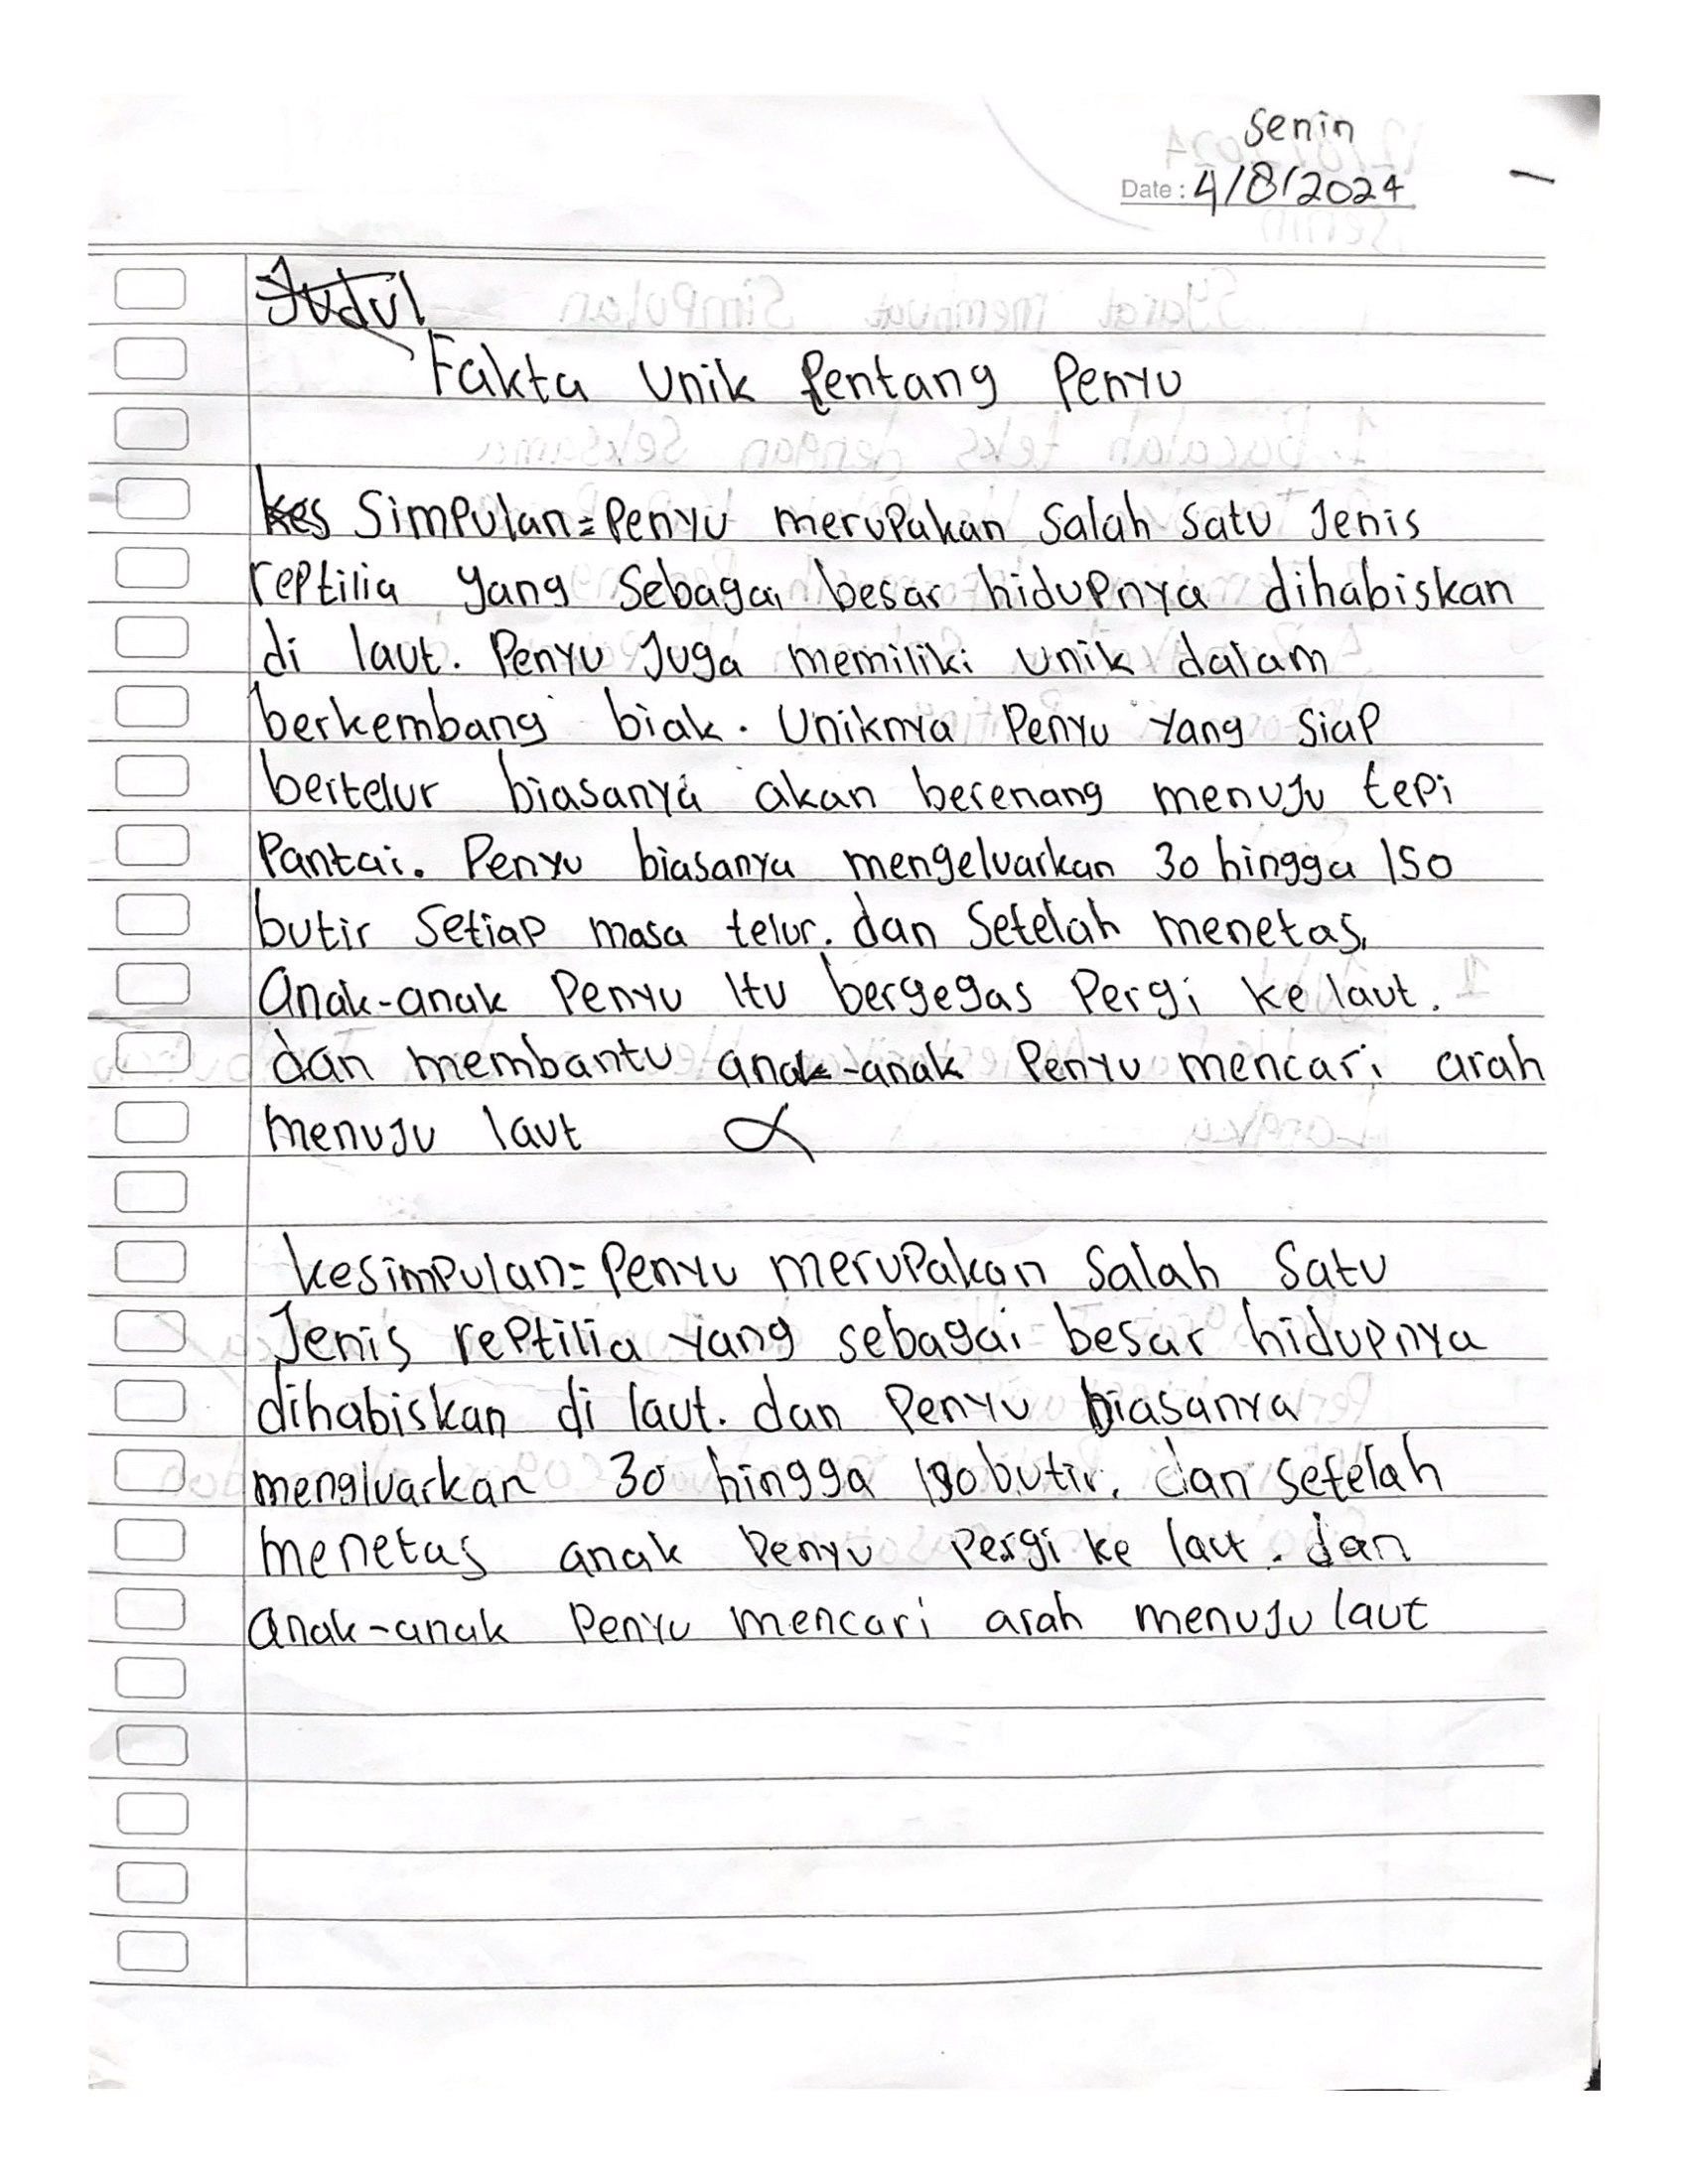 Senin
Date: 4/8/2024
Judul
Fakta Unik tentang Penyu
kes Simpulan = Penyu merupakan Salah Satu Jenis
reptilia yang Sebagai besar hidupnya dihabiskan
di laut. Penyu Juga memiliki unik dalam
berkembang biak. Uniknya Penyu Yang Siap
bertelur biasanya akan berenang menuju tepi
Pantai. Penyu biasanya mengeluarkan 30 hingga 150
butir Setiap masa telur. dan Setelah menetas,
Anak-anak Penyu Itu bergegas Pergi ke laut.
dan membantu anak-anak Penyu mencari arah
menuju laut
kesimpulan = Penyu merupakan Salah Satu
Jenis reptilia yang sebagai besar hidupnya
dihabiskan di laut. dan Penyu biasanya
mengluarkan 30 hingga butir. dan setelah
menetas anak Penyu Pergi ke laut. dan
Anak-anak Penyu mencari arah menuju laut